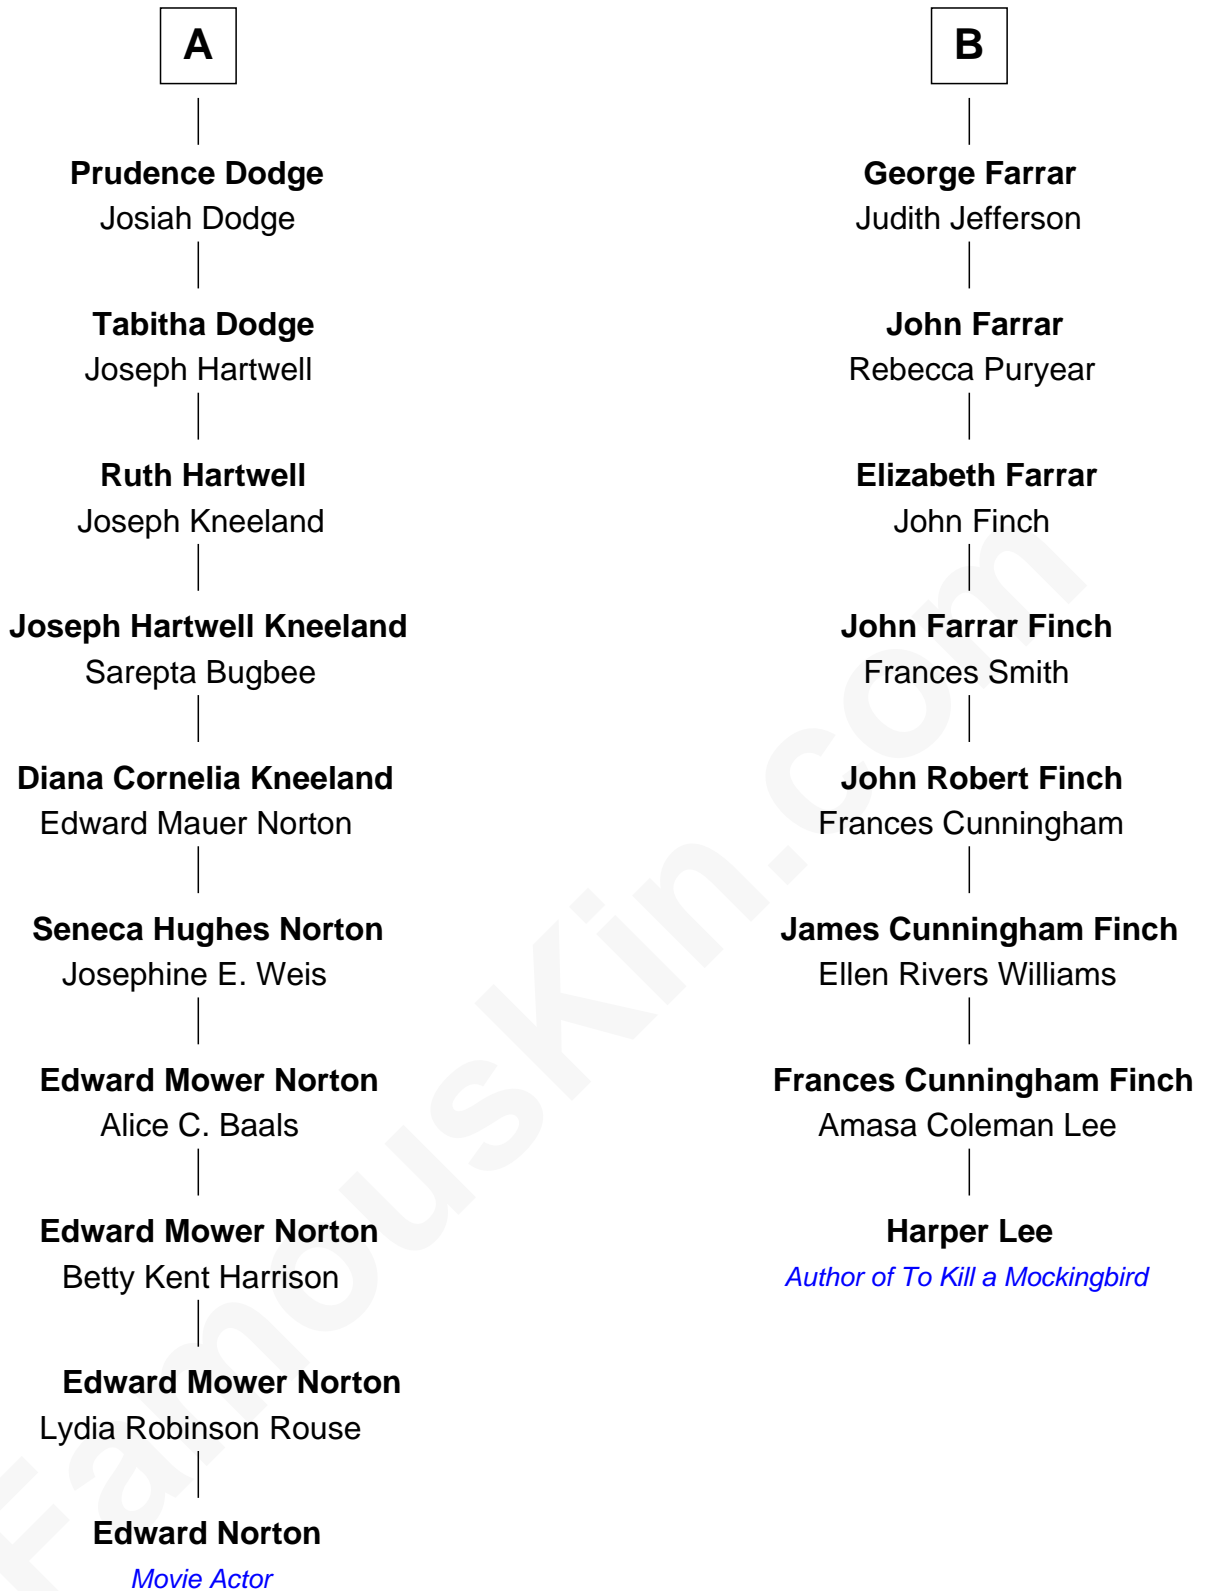 A
Prudence Dodge
Josiah Dodge
Tabitha Dodge
Joseph Hartwell
Ruth Hartwell
Joseph Kneeland
Joseph Hartwell Kneeland
Sarepta Bugbee
Diana Cornelia Kneeland
Edward Mauer Norton
Seneca Hughes Norton
Josephine E. Weis
Edward Mower Norton
Alice C. Baals
Edward Mower Norton
Betty Kent Harrison
Edward Mower Norton
Lydia Robinson Rouse
Edward Norton
Movie Actor
B
George Farrar
Judith Jefferson
John Farrar
Rebecca Puryear
Elizabeth Farrar
John Finch
John Farrar Finch
Frances Smith
John Robert Finch
Frances Cunningham
James Cunningham Finch
Ellen Rivers Williams
Frances Cunningham Finch
Amasa Coleman Lee
Harper Lee
Author of To Kill a Mockingbird
FamousKin.com